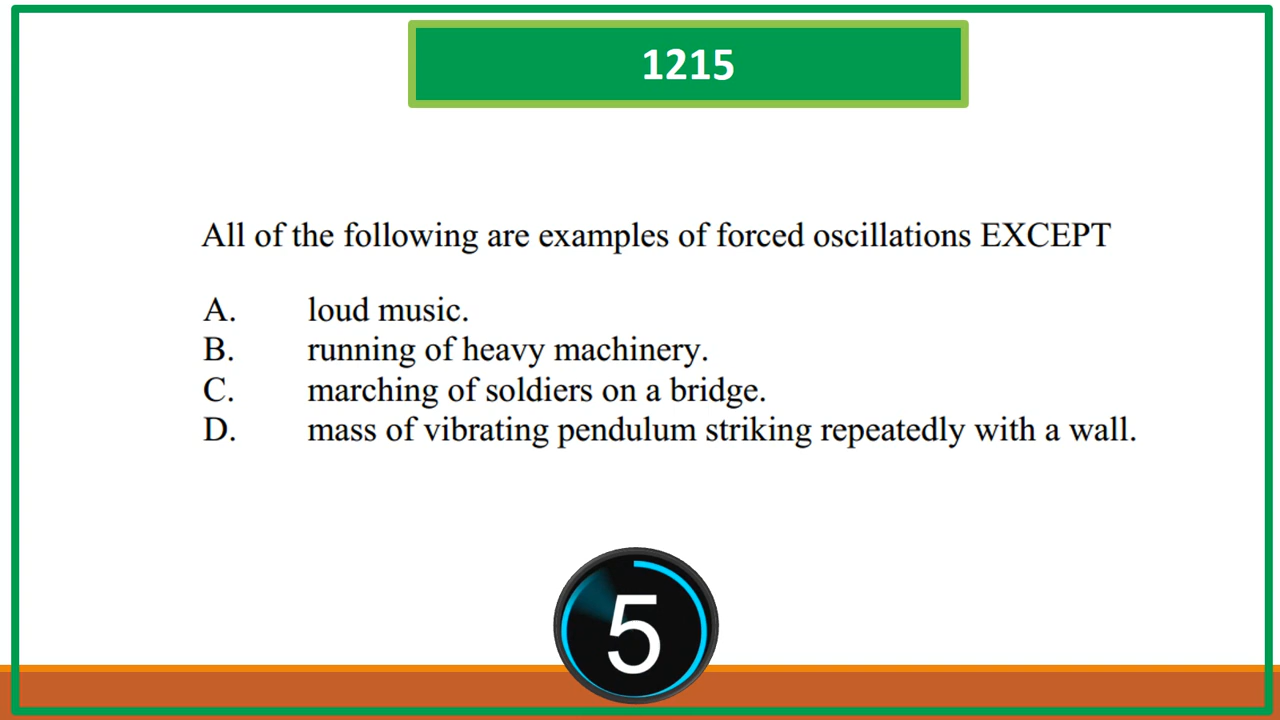 1215
All of the following are examples of forced oscillations EXCEPT
A. loud music.
B. running of heavy machinery.
C. marching of soldiers on a bridge.
D. mass of vibrating pendulum striking repeatedly with a wall.
5